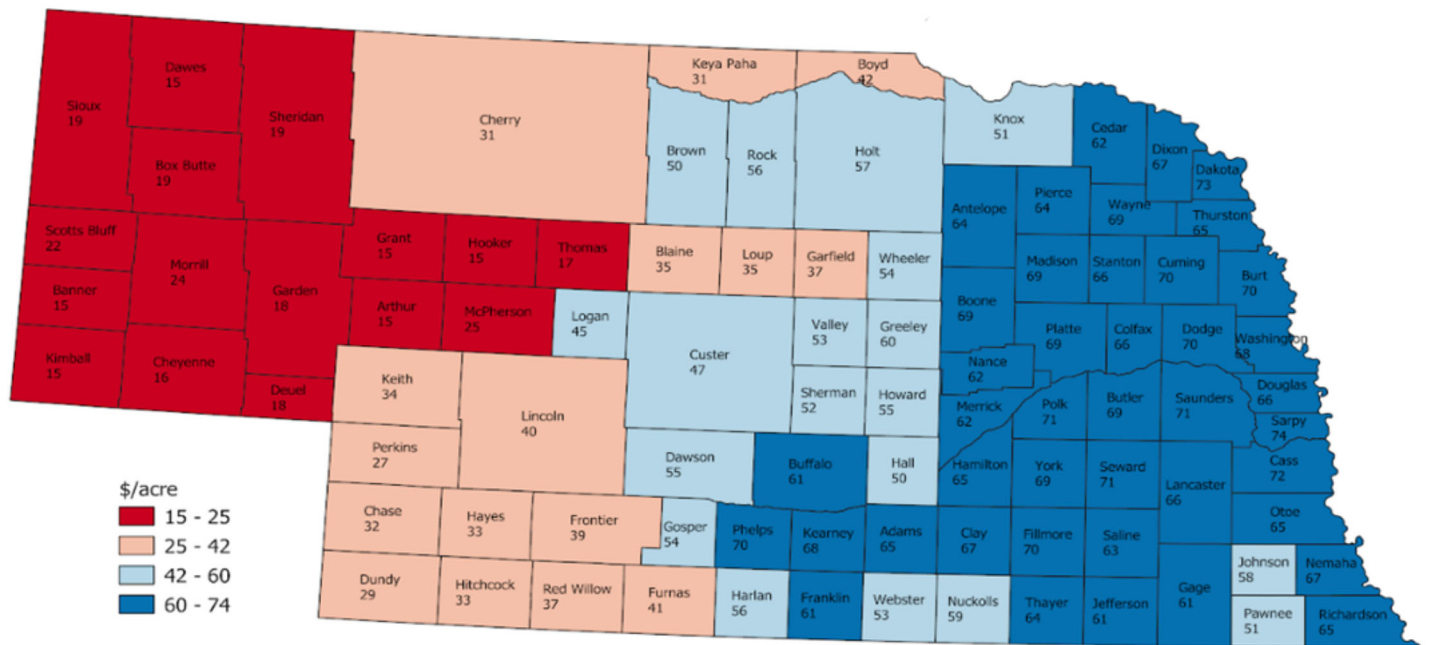 Sioux
19
Dawes
15
Box Butte
19
Sheridan
19
Scotts Bluff
22
Banner
15
Kimball
15
Morrill
24
Cheyenne
16
Garden
18
Deuel
18
Cherry
31
Keya Paha
31
Boyd
42
Brown
50
Rock
56
Holt
57
Knox
51
Cedar
62
Dixon
67
Dakota
73
Antelope
64
Pierce
64
Wayne
69
Thurston
65
Grant
15
Hooker
15
Thomas
17
Blaine
35
Loup
35
Garfield
37
Wheeler
54
Arthur
15
McPherson
25
Logan
45
Custer
47
Valley
53
Greeley
60
Boone
69
Madison
69
Stanton
66
Cuming
70
Burt
70
Platte
69
Colfax
66
Dodge
70
Washington
68
Keith
34
Lincoln
40
Sherman
52
Howard
55
Nance
62
Merrick
62
Polk
71
Butler
69
Saunders
71
Douglas
66
Sarpy
74
Perkins
27
Dawson
55
Buffalo
61
Hall
50
Hamilton
65
York
69
Seward
71
Lancaster
66
Cass
72
Otoe
65
Chase
32
Hayes
33
Frontier
39
Gosper
54
Phelps
70
Kearney
68
Adams
65
Clay
67
Fillmore
70
Saline
63
Dundy
29
Hitchcock
33
Red Willow
37
Furnas
41
Harlan
56
Franklin
61
Webster
53
Nuckolls
59
Thayer
64
Jefferson
61
Gage
61
Johnson
58
Nemaha
67
Pawnee
51
Richardson
65
$/acre
15 - 25
25 - 42
42 - 60
60 - 74